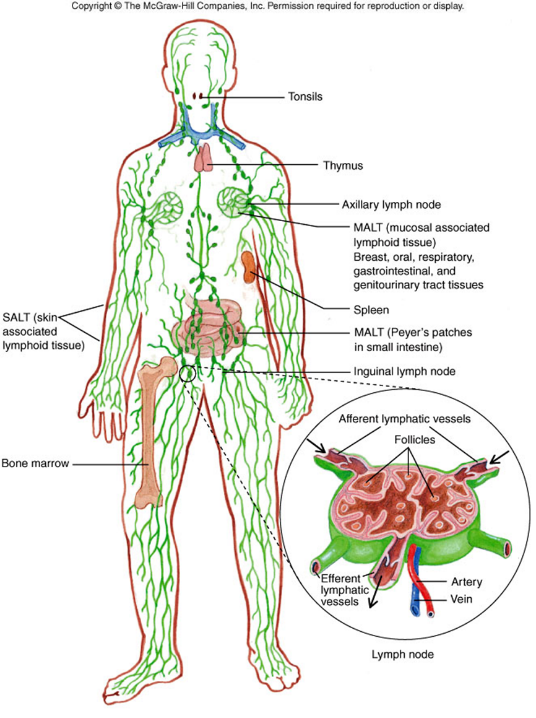 Copyright © The McGraw-Hill Companies, Inc. Permission required for reproduction or display.
Tonsils
Thymus
Axillary lymph node
MALT (mucosal associated
lymphoid tissue)
Breast, oral, respiratory,
gastrointestinal, and
genitourinary tract tissues
Spleen
SALT (skin
associated
lymphoid tissue)
MALT (Peyer's patches
in small intestine)
Inguinal lymph node
Afferent lymphatic vessels
Follicles
Bone marrow
Efferent
lymphatic
vessels
Artery
Vein
Lymph node